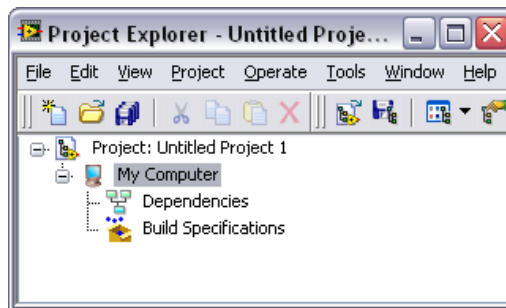 Project Explorer - Untitled Proje...
File Edit View Project Operate Tools Window Help
Project: Untitled Project 1
My Computer
Dependencies
Build Specifications